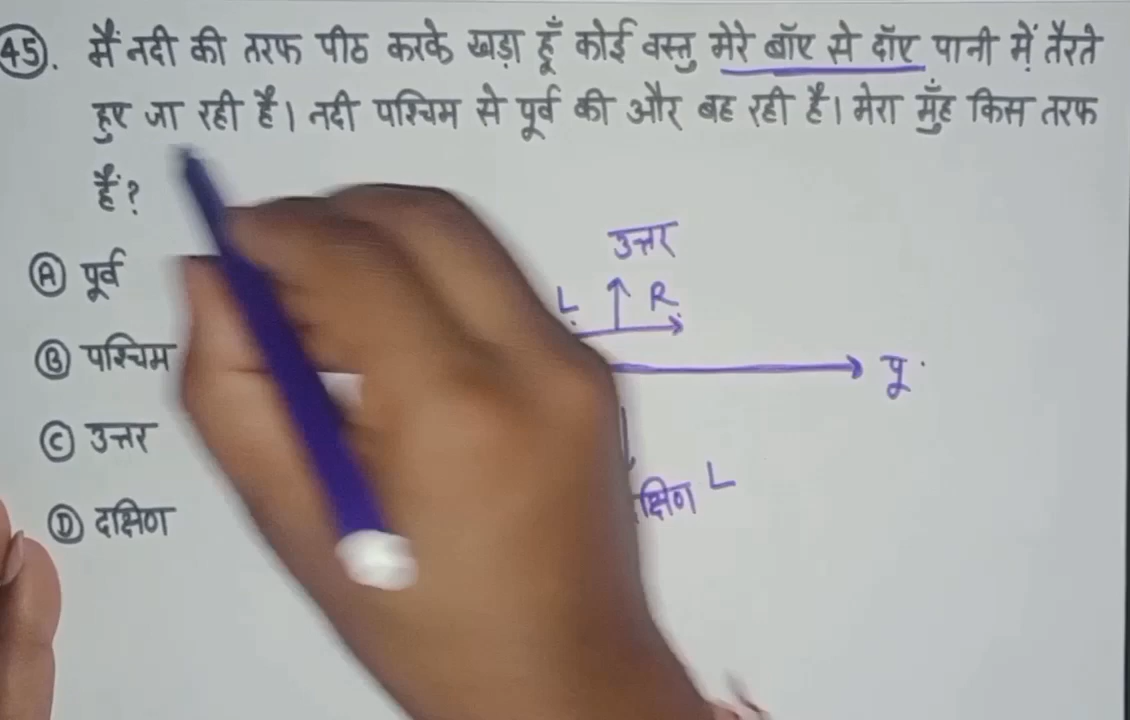 45). मैं नदी की तरफ पीठ करके खड़ा हूँ कोई वस्तु मेरे बॉए से दॉए पानी में तैरते
हुए जा रही है। नदी पश्चिम से पूर्व की और बह रही है। मेरा मुँह किस तरफ
हैं?
उत्तर
L R
A पूर्व
B पश्चिम
पू.
C उत्तर
L
D दक्षिण